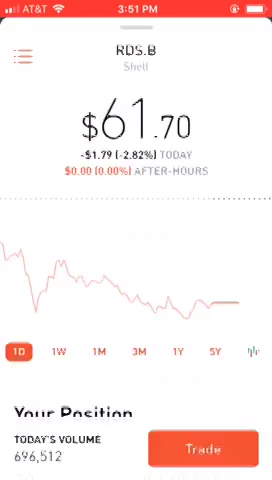 AT&T 3:51 PM
RDS.B
Shell
$61.70
-$1.79 (-2.82%) TODAY
$0.00 (0.00%) AFTER-HOURS
1D 1W 1M 3M 1Y 5Y
Your Position
TODAY'S VOLUME
696,512
Trade